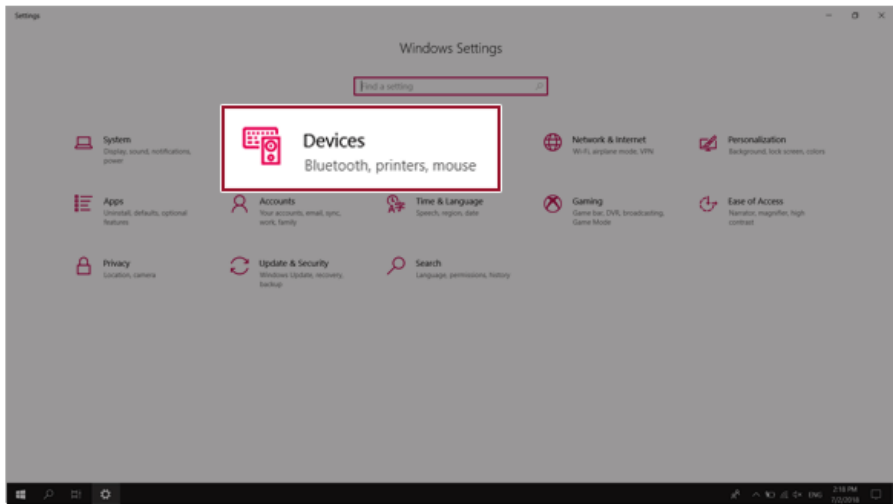 Settings
Windows Settings
Find a setting
Devices
Bluetooth, printers, mouse
System
Display, sound, notifications,
power
Network & Internet
Wi-Fi, airplane mode, VPN
Personalization
Background, lock screen, colors
Apps
Uninstall, defaults, optional
features
Accounts
Your accounts, email, sync,
work, family
Time & Language
Speech, region, date
Gaming
Game bar, DVR, broadcasting,
Game Mode
Ease of Access
Narrator, magnifier, high
contrast
Privacy
Location, camera
Update & Security
Windows Update, recovery,
backup
Search
Language, permissions, history
ENG
2:18 PM
7/2/2018